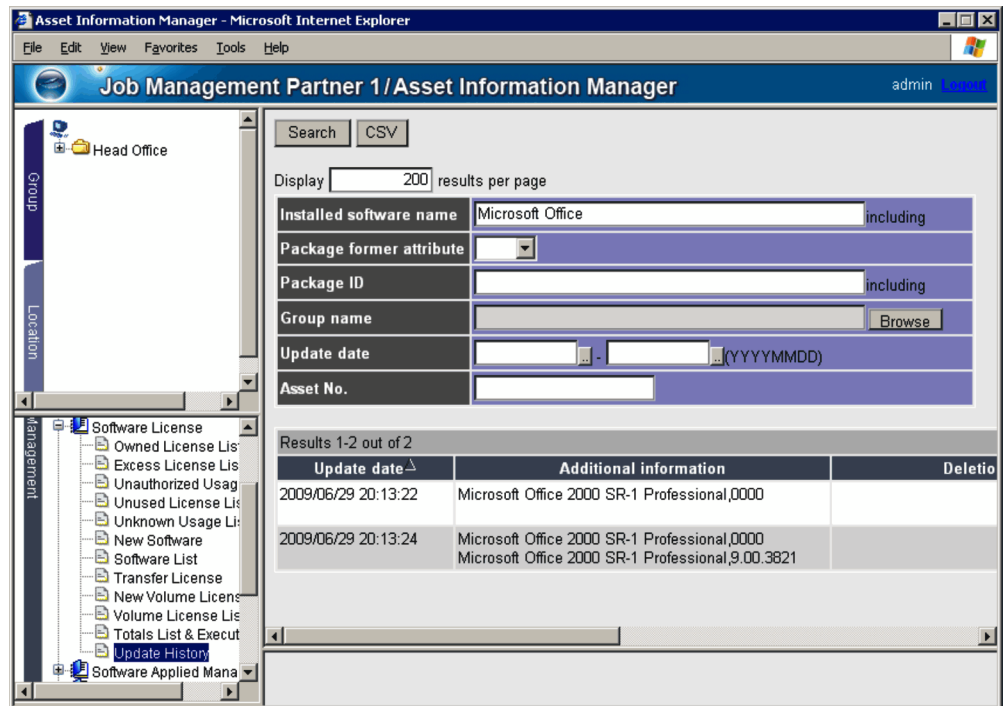 Asset Information Manager - Microsoft Internet Explorer
File Edit View Favorites Tools Help
Job Management Partner 1/Asset Information Manager
admin Logout
Group
Location
Head Office
Management
Software License
Owned License Lis
Excess License Lis
Unauthorized Usag
Unused License Lis
Unknown Usage Li
New Software
Software List
Transfer License
New Volume Licens
Volume License Lis
Totals List & Execut
Update History
Software Applied Mana
Search CSV
Display 200 results per page
Installed software name Microsoft Office including
Package former attribute
Package ID including
Group name Browse
Update date .. - .. (YYYYMMDD)
Asset No.
Results 1-2 out of 2
Update date Additional information Deletio
2009/06/29 20:13:22 Microsoft Office 2000 SR-1 Professional,0000
2009/06/29 20:13:24 Microsoft Office 2000 SR-1 Professional,0000
Microsoft Office 2000 SR-1 Professional,9.00.3821